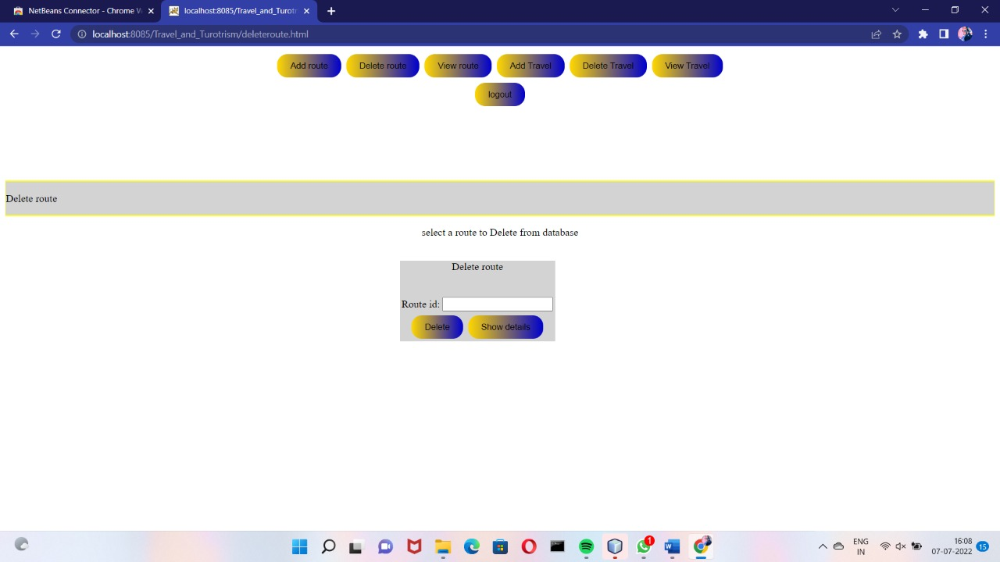 NetBeans Connector - Chrome W
localhost:8085/Travel_and_Turotri
localhost:8085/Travel_and_Turotrism/deleteroute.html
Add route Delete route View route Add Travel Delete Travel View Travel
logout
Delete route
select a route to Delete from database
Delete route
Route id:
Delete Show details
1
ENG
IN
16:08
07-07-2022
15